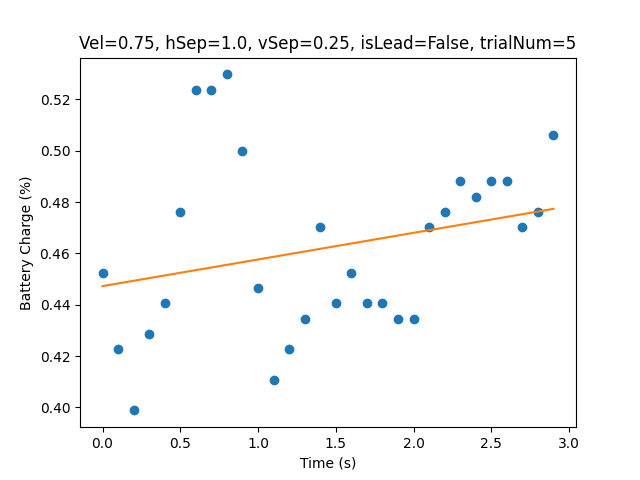 Vel=0.75, hSep=1.0, vSep=0.25, isLead=False, trialNum=5
0.52
0.50
0.48
0.46
0.44
0.42
0.40
Battery Charge (%)
0.0 0.5 1.0 1.5 2.0 2.5 3.0
Time (s)